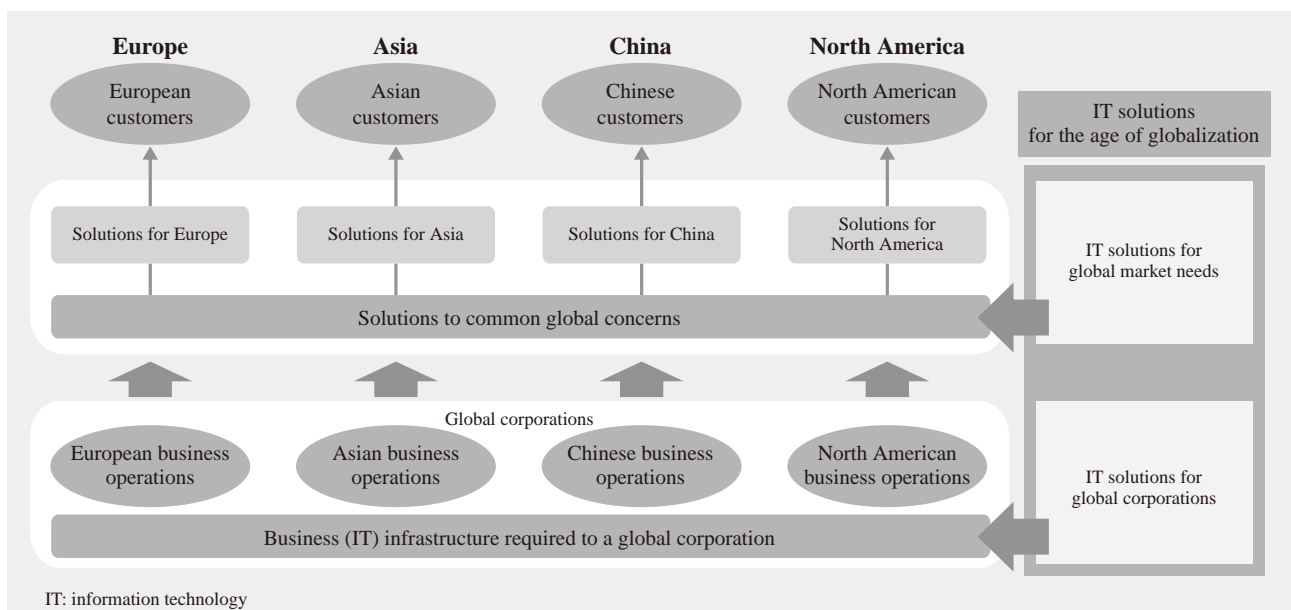 Europe
Asia
China
North America
European
customers
Asian
customers
Chinese
customers
North American
customers
IT solutions
for the age of globalization
Solutions for Europe
Solutions for Asia
Solutions for China
Solutions for
North America
IT solutions for
global market needs
Solutions to common global concerns
Global corporations
European business
operations
Asian business
operations
Chinese business
operations
North American
business operations
IT solutions for
global corporations
Business (IT) infrastructure required to a global corporation
IT: information technology